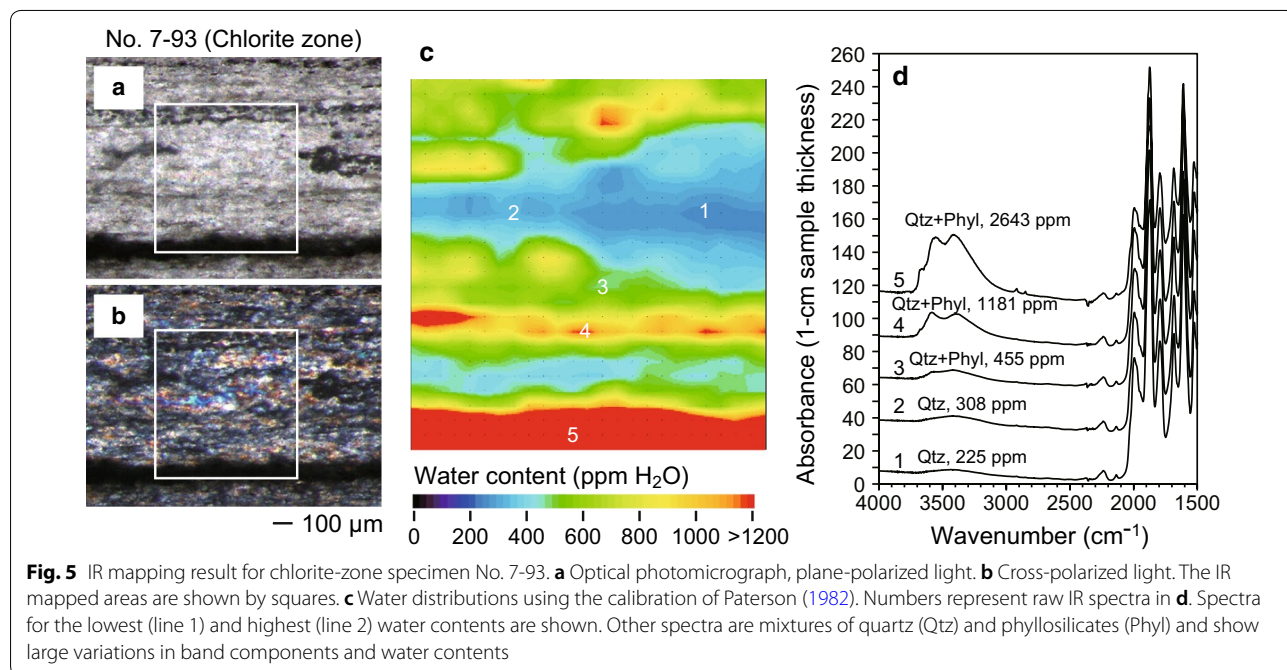 No. 7-93 (Chlorite zone)
a
b
100 µm
c
1
2
3
4
5
Water content (ppm H₂O)
0 200 400 600 800 1000 >1200
d
Absorbance (1-cm sample thickness)
260
240
220
200
180
160
140
120
100
80
60
40
20
0
Qtz+Phyl, 2643 ppm
5
Qtz+Phyl, 1181 ppm
4
Qtz+Phyl, 455 ppm
3
Qtz, 308 ppm
2
Qtz, 225 ppm
1
4000 3500 3000 2500 2000 1500
Wavenumber (cm⁻¹)
Fig. 5 IR mapping result for chlorite-zone specimen No. 7-93. a Optical photomicrograph, plane-polarized light. b Cross-polarized light. The IR
mapped areas are shown by squares. c Water distributions using the calibration of Paterson (1982). Numbers represent raw IR spectra in d. Spectra
for the lowest (line 1) and highest (line 2) water contents are shown. Other spectra are mixtures of quartz (Qtz) and phyllosilicates (Phyl) and show
large variations in band components and water contents